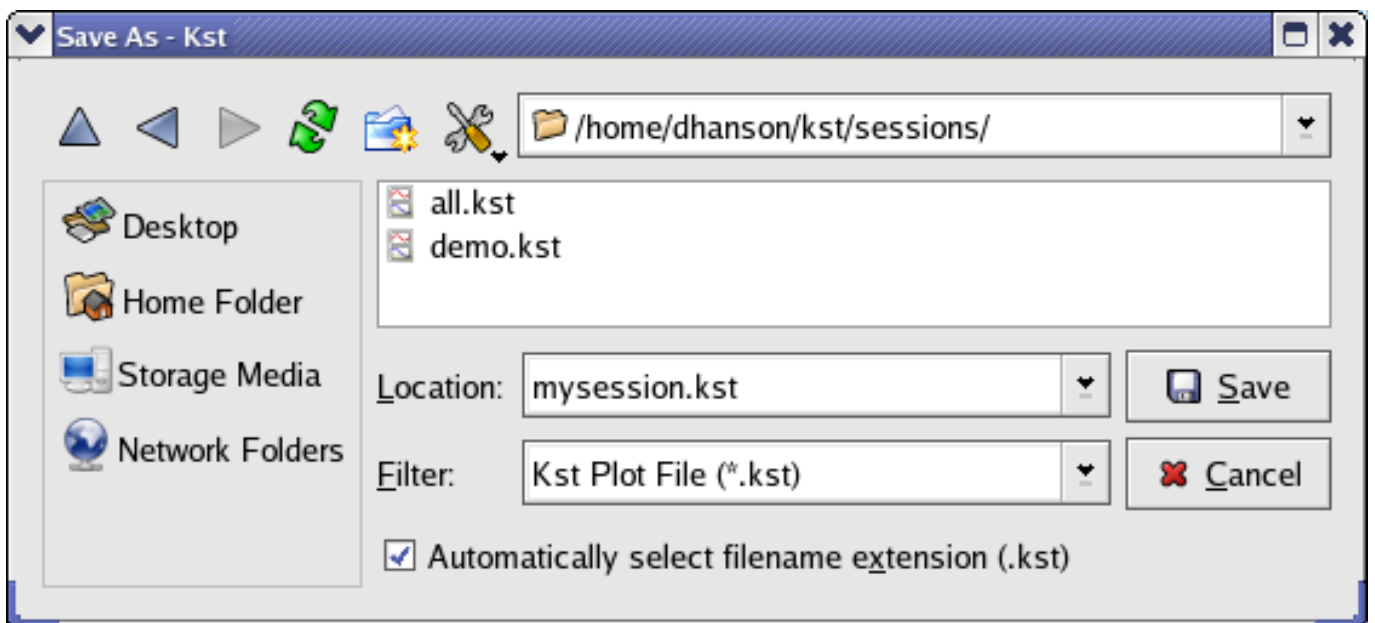 Save As - Kst
/home/dhanson/kst/sessions/
Desktop
Home Folder
Storage Media
Network Folders
all.kst
demo.kst
Location: mysession.kst Save
Filter: Kst Plot File (*.kst) Cancel
Automatically select filename extension (.kst)